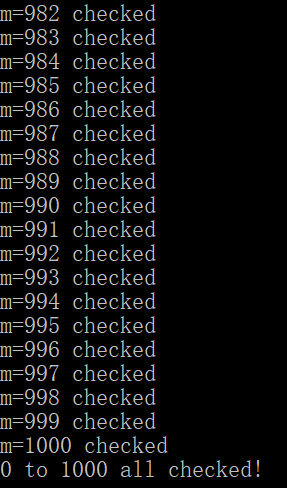 m=982 checked
m=983 checked
m=984 checked
m=985 checked
m=986 checked
m=987 checked
m=988 checked
m=989 checked
m=990 checked
m=991 checked
m=992 checked
m=993 checked
m=994 checked
m=995 checked
m=996 checked
m=997 checked
m=998 checked
m=999 checked
m=1000 checked
0 to 1000 all checked!